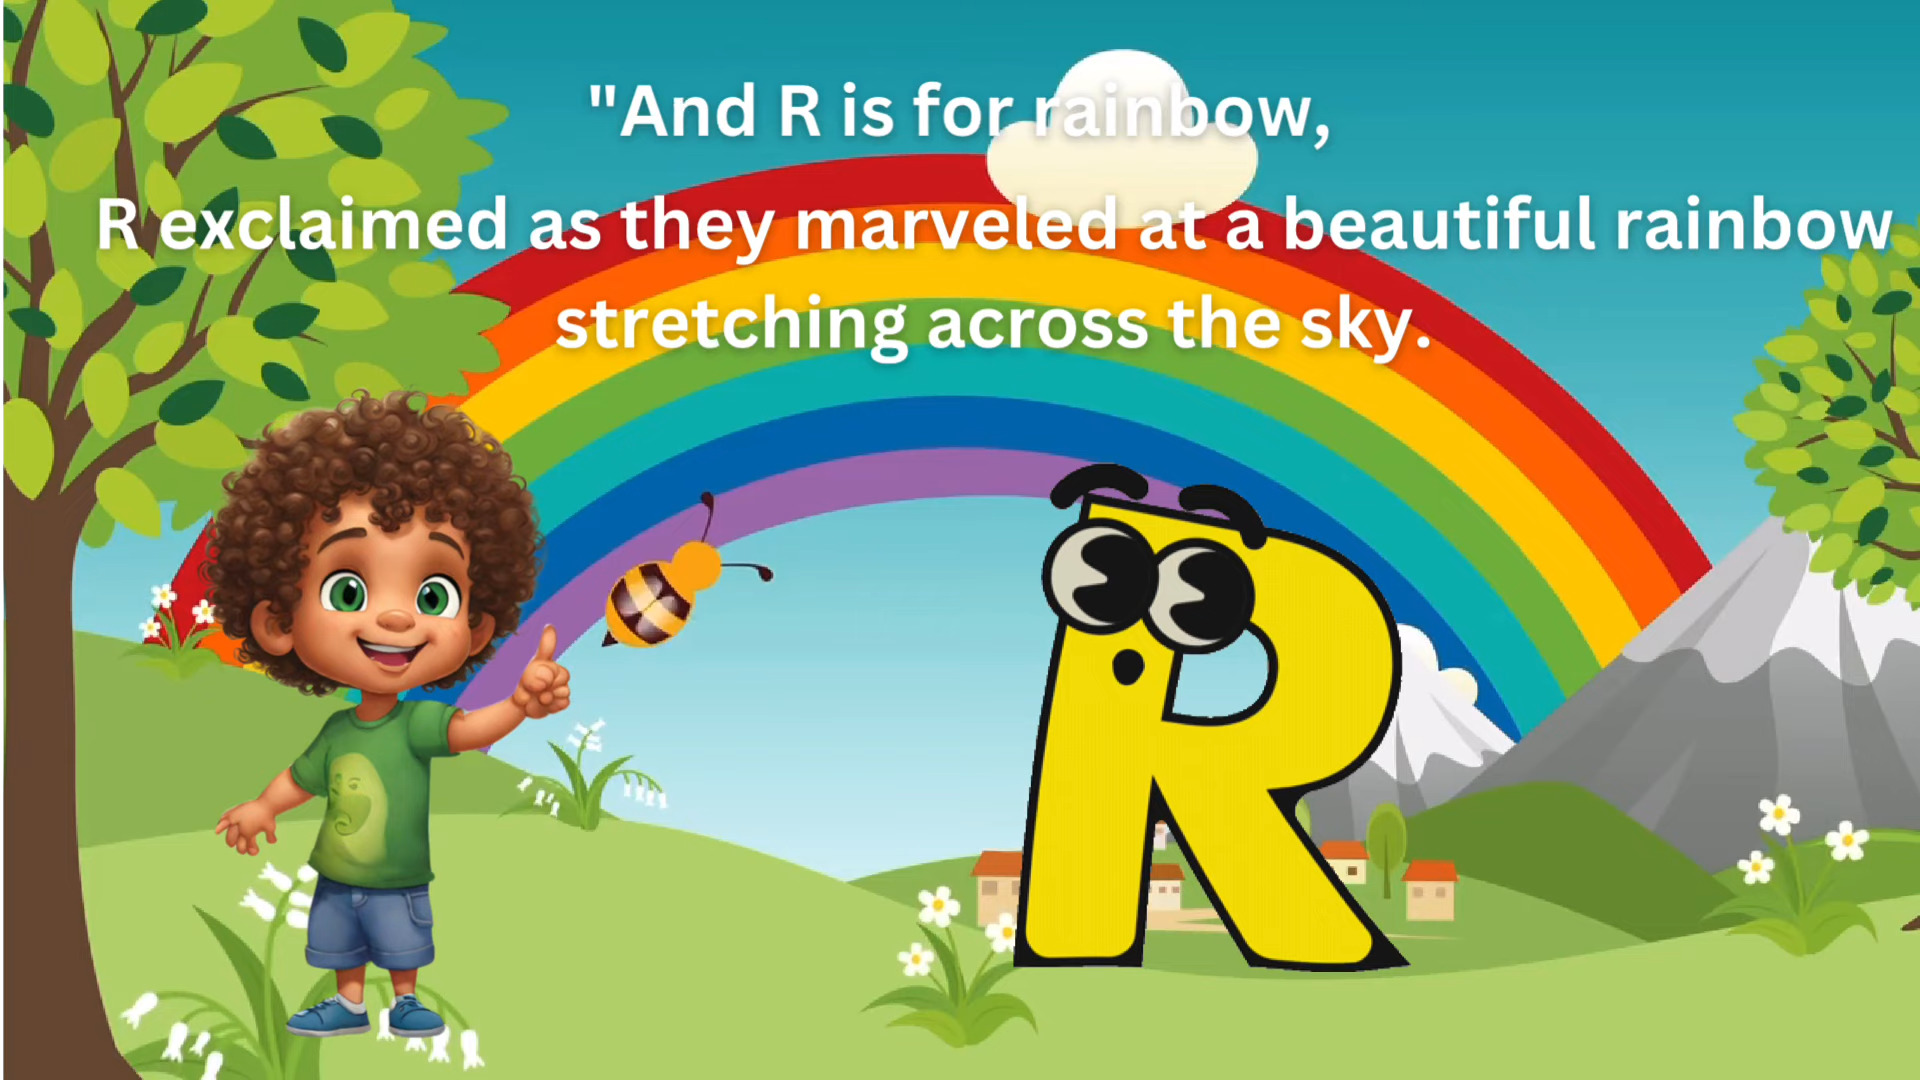 "And R is for rainbow,
R exclaimed as they marveled at a beautiful rainbow
stretching across the sky.
R